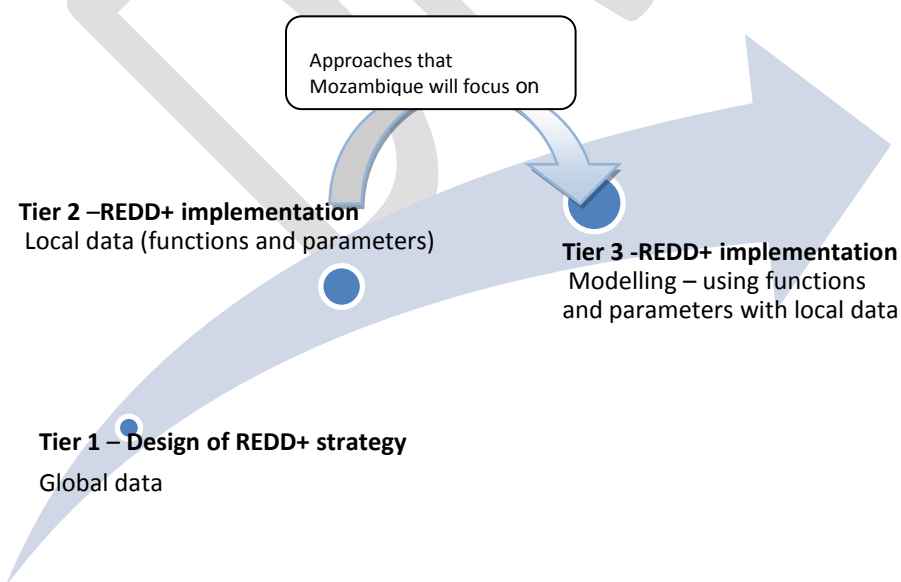 Approaches that
Mozambique will focus on
Tier 2 –REDD+ implementation
Local data (functions and parameters)
Tier 3 -REDD+ implementation
Modelling – using functions
and parameters with local data
Tier 1 – Design of REDD+ strategy
Global data